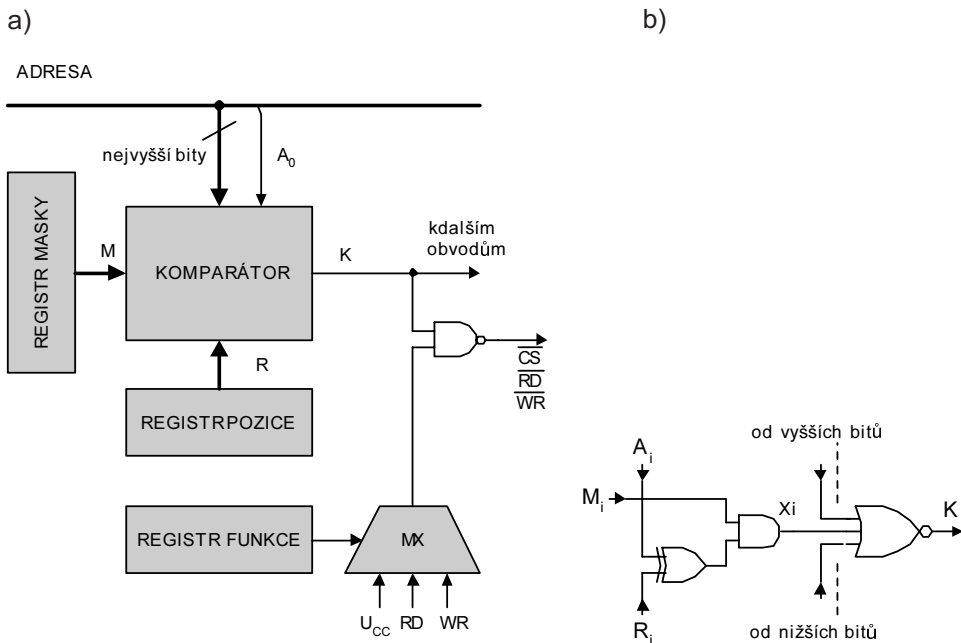 a)
b)
ADRESA
nejvyšší bity
A0
REGISTR MASKY
M
KOMPARÁTOR
K
kdalším
obvodům
R
REGISTRPOZICE
CS
RD
WR
REGISTR FUNKCE
MX
UCC RD WR
od vyšších bitů
Ai
Mi
Xi
K
Ri
od nižších bitů